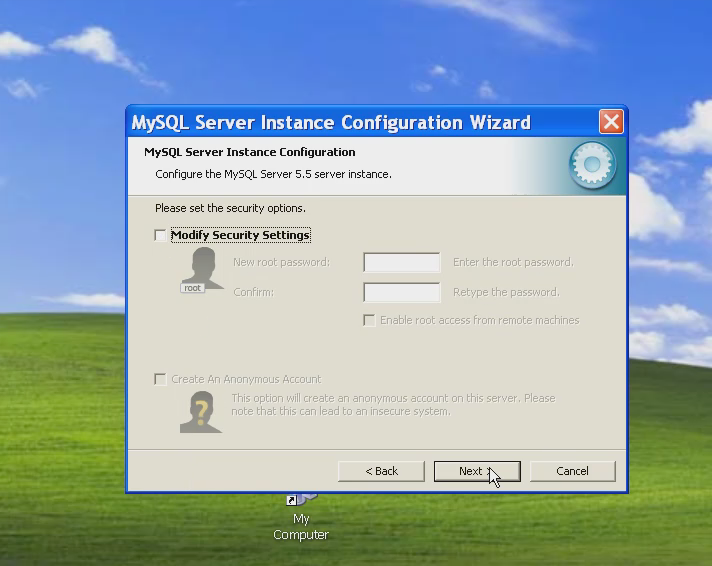 MySQL Server Instance Configuration Wizard
MySQL Server Instance Configuration
Configure the MySQL Server 5.5 server instance.
Please set the security options.
Modify Security Settings
New root password:
Enter the root password.
root
Confirm:
Retype the password.
Enable root access from remote machines
Create An Anonymous Account
This option will create an anonymous account on this server. Please
note that this can lead to an insecure system.
< Back
Next >
Cancel
My
Computer